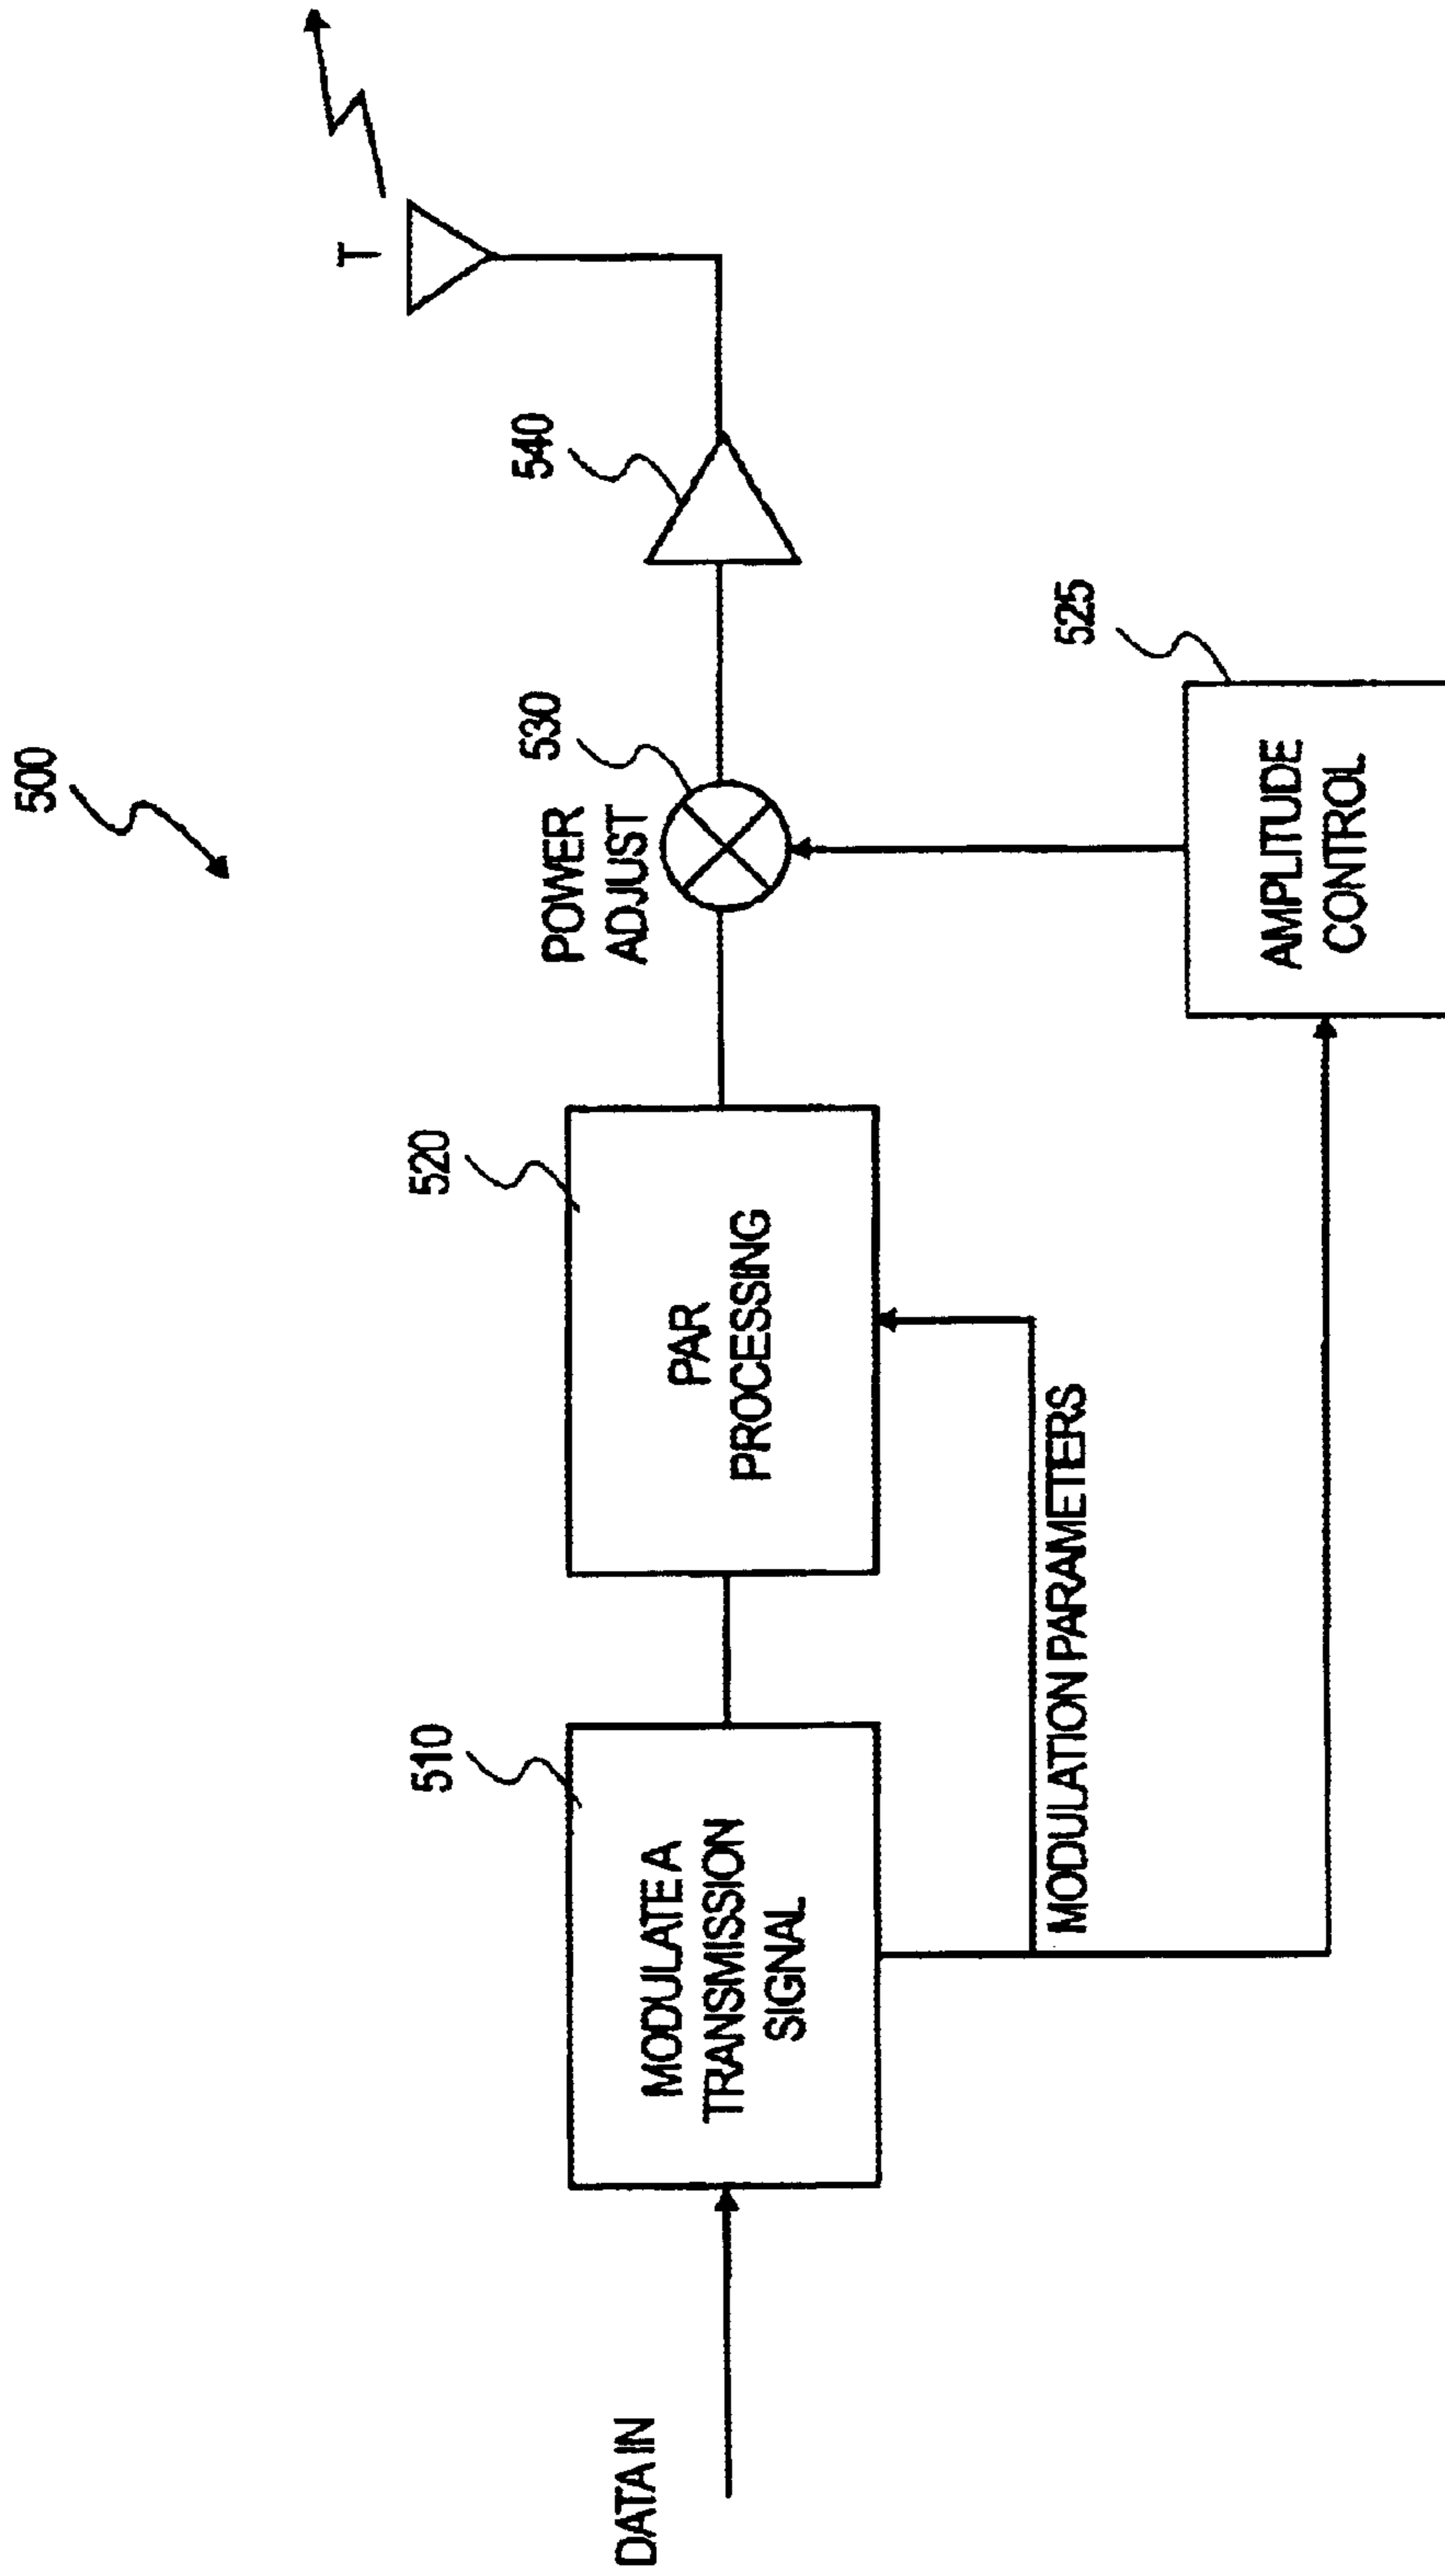 500
T
540
530
POWER
ADJUST
520
510
PAR
PROCESSING
MODULATE A
TRANSMISSION
SIGNAL
DATA IN
MODULATION PARAMETERS
525
AMPLITUDE
CONTROL